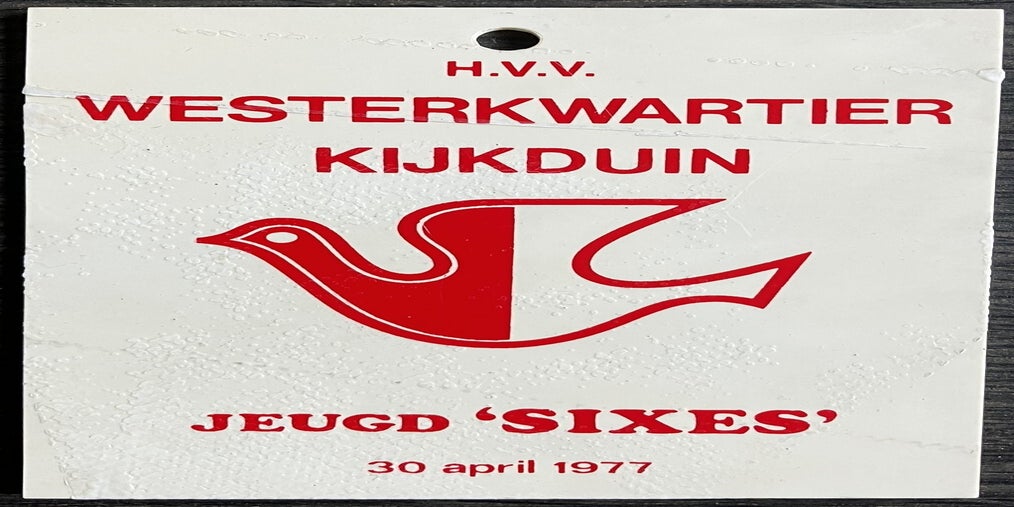 H.V.V.
WESTERKWARTIER
KIJKDUIN
JEUGD ‘SIXES’
30 april 1977